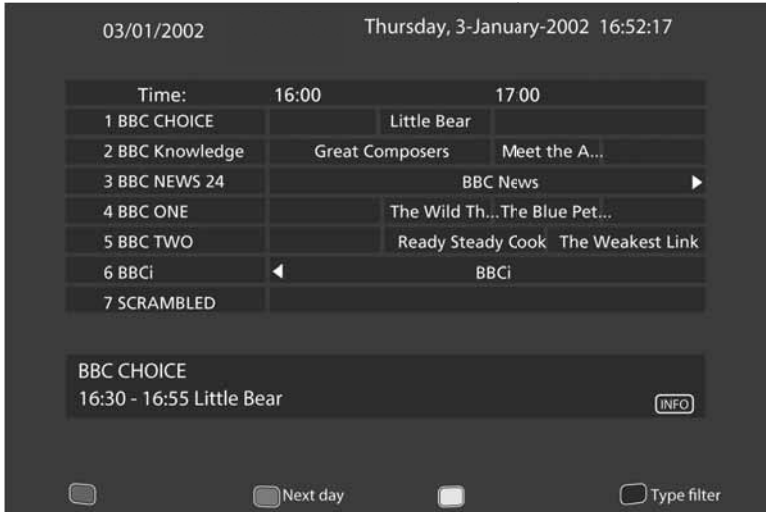 03/01/2002 Thursday, 3-January-2002 16:52:17
Time: 16:00 17:00
1 BBC CHOICE Little Bear
2 BBC Knowledge Great Composers Meet the A...
3 BBC NEWS 24 BBC News
4 BBC ONE The Wild Th...The Blue Pet...
5 BBC TWO Ready Steady Cook The Weakest Link
6 BBCi BBCi
7 SCRAMBLED
BBC CHOICE
16:30 - 16:55 Little Bear INFO
Next day Type filter